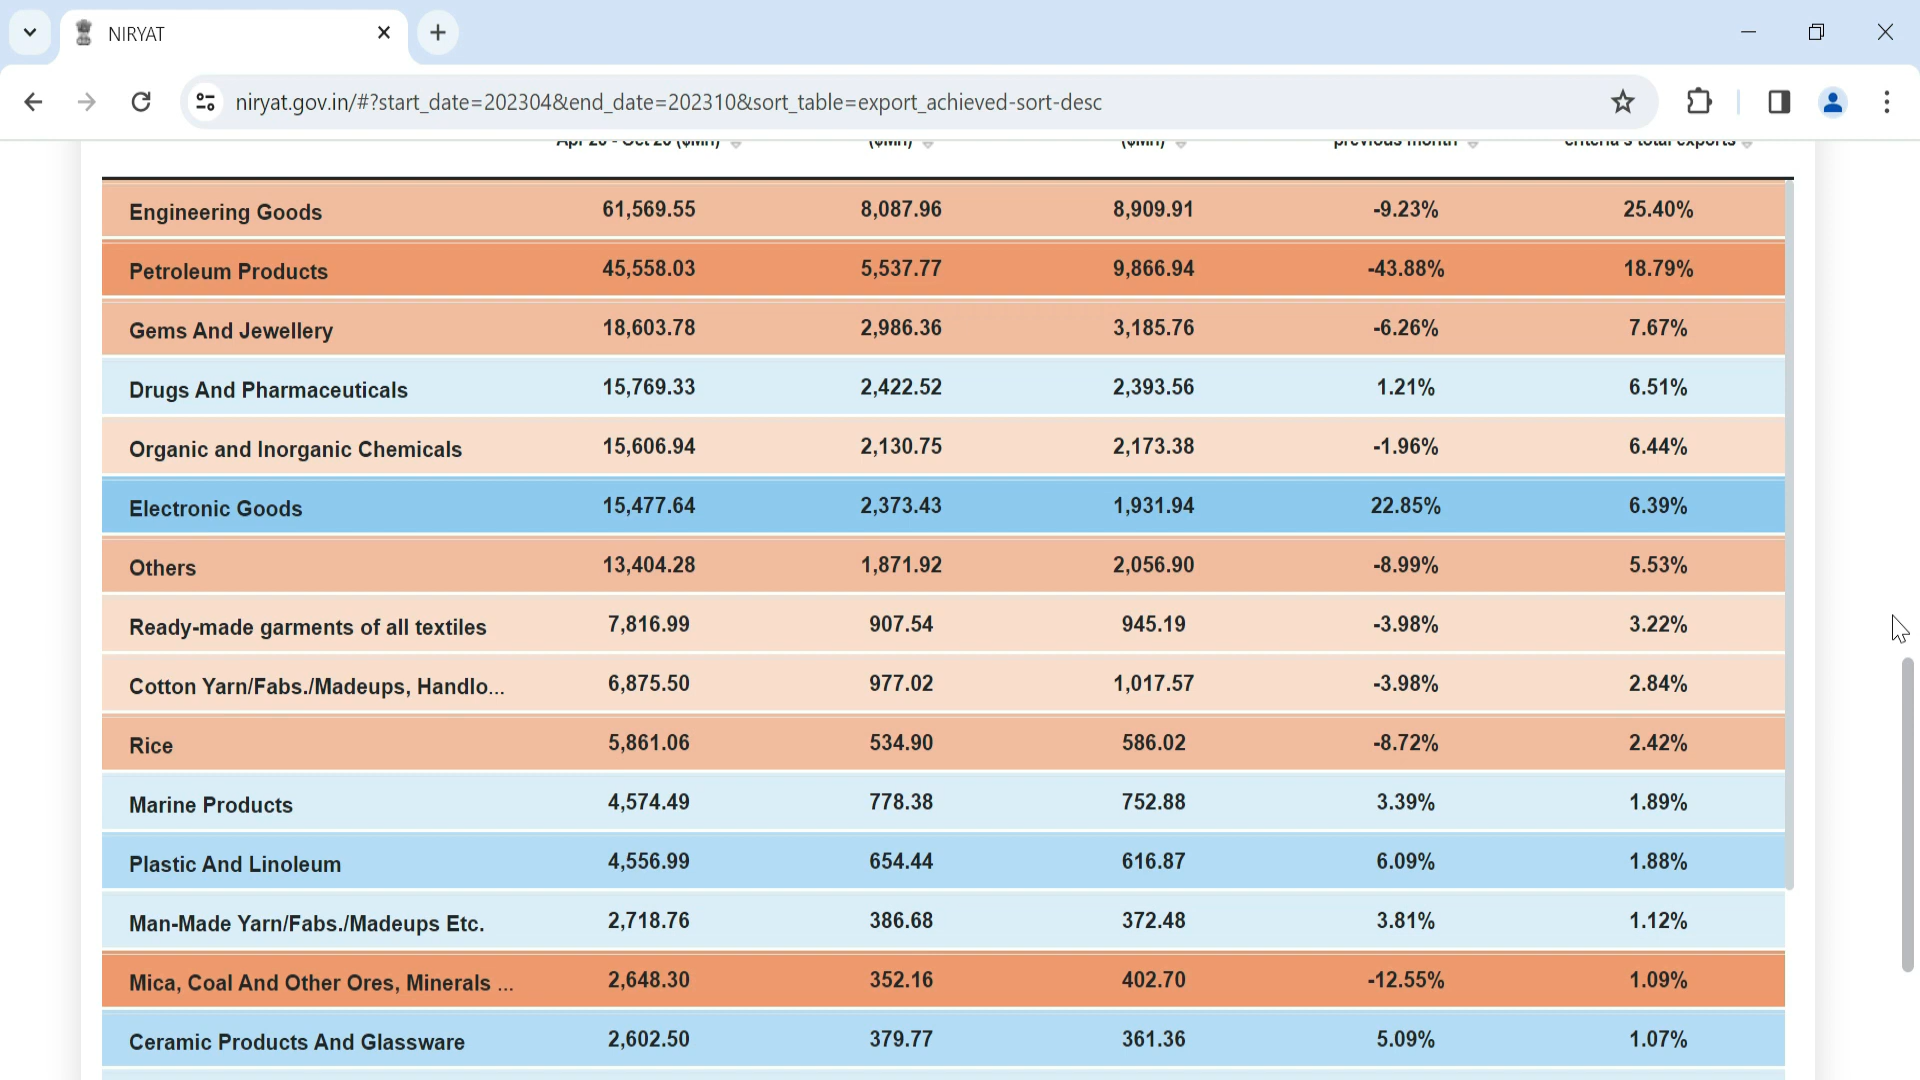 NIRYAT
niryat.gov.in/#?start_date=202304&end_date=202310&sort_table=export_achieved-sort-desc
($Mn) ($Mn) ($Mn) previous month criteria's total exports
Engineering Goods 61,569.55 8,087.96 8,909.91 -9.23% 25.40%
Petroleum Products 45,558.03 5,537.77 9,866.94 -43.88% 18.79%
Gems And Jewellery 18,603.78 2,986.36 3,185.76 -6.26% 7.67%
Drugs And Pharmaceuticals 15,769.33 2,422.52 2,393.56 1.21% 6.51%
Organic and Inorganic Chemicals 15,606.94 2,130.75 2,173.38 -1.96% 6.44%
Electronic Goods 15,477.64 2,373.43 1,931.94 22.85% 6.39%
Others 13,404.28 1,871.92 2,056.90 -8.99% 5.53%
Ready-made garments of all textiles 7,816.99 907.54 945.19 -3.98% 3.22%
Cotton Yarn/Fabs./Madeups, Handlo... 6,875.50 977.02 1,017.57 -3.98% 2.84%
Rice 5,861.06 534.90 586.02 -8.72% 2.42%
Marine Products 4,574.49 778.38 752.88 3.39% 1.89%
Plastic And Linoleum 4,556.99 654.44 616.87 6.09% 1.88%
Man-Made Yarn/Fabs./Madeups Etc. 2,718.76 386.68 372.48 3.81% 1.12%
Mica, Coal And Other Ores, Minerals ... 2,648.30 352.16 402.70 -12.55% 1.09%
Ceramic Products And Glassware 2,602.50 379.77 361.36 5.09% 1.07%